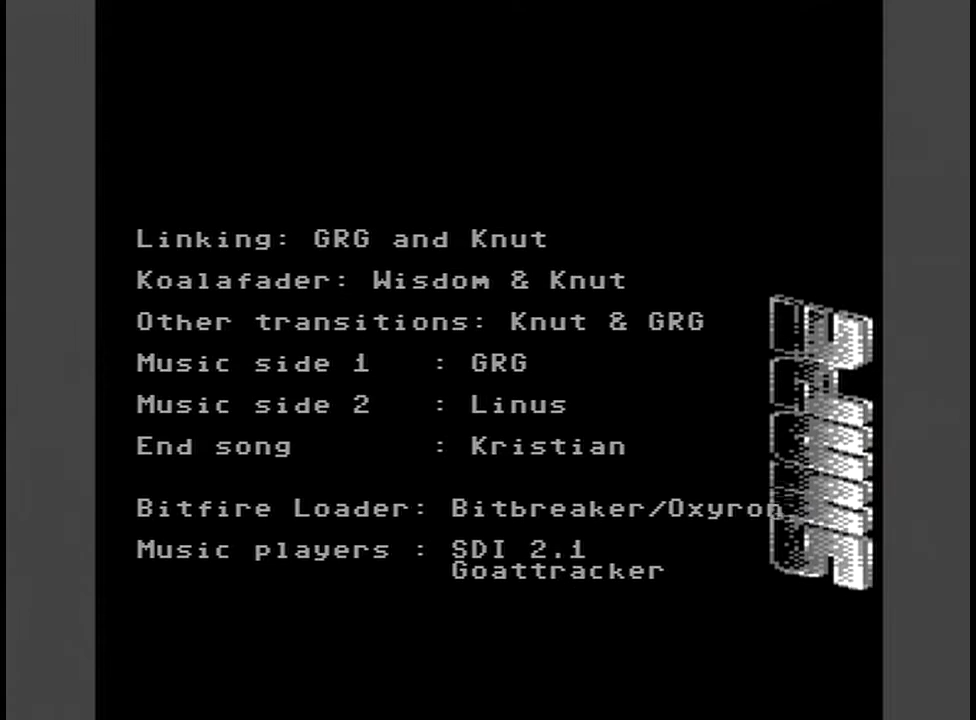 Linking: GRG and Knut
Koalafader: Wisdom & Knut
Other transitions: Knut & GRG
Music side 1 : GRG
Music side 2 : Linus
End song : Kristian
Bitfire Loader: Bitbreaker/Oxyron
Music players : SDI 2.1
Goattracker